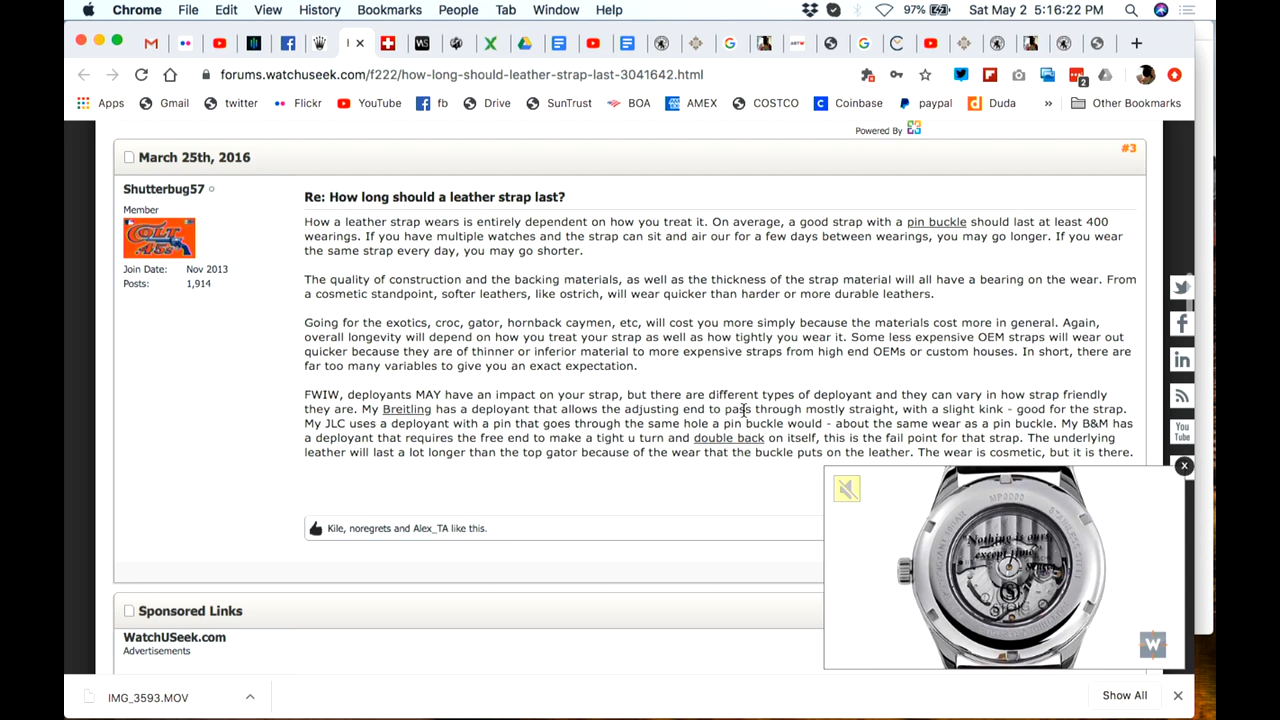 Chrome File Edit View History Bookmarks People Tab Window Help 97% Sat May 2 5:16:22 PM
forums.watchuseek.com/f222/how-long-should-leather-strap-last-3041642.html 2
Apps Gmail twitter Flickr YouTube fb Drive SunTrust BOA AMEX COSTCO Coinbase paypal Duda » Other Bookmarks
Powered By
March 25th, 2016 #3
Shutterbug57
Member
COLT
.45s
Join Date: Nov 2013
Posts: 1,914
Re: How long should a leather strap last?
How a leather strap wears is entirely dependent on how you treat it. On average, a good strap with a pin buckle should last at least 400
wearings. If you have multiple watches and the strap can sit and air our for a few days between wearings, you may go longer. If you wear
the same strap every day, you may go shorter.
The quality of construction and the backing materials, as well as the thickness of the strap material will all have a bearing on the wear. From
a cosmetic standpoint, softer leathers, like ostrich, will wear quicker than harder or more durable leathers.
Going for the exotics, croc, gator, hornback caymen, etc, will cost you more simply because the materials cost more in general. Again,
overall longevity will depend on how you treat your strap as well as how tightly you wear it. Some less expensive OEM straps will wear out
quicker because they are of thinner or inferior material to more expensive straps from high end OEMs or custom houses. In short, there are
far too many variables to give you an exact expectation.
FWIW, deployants MAY have an impact on your strap, but there are different types of deployant and they can vary in how strap friendly
they are. My Breitling has a deployant that allows the adjusting end to pass through mostly straight, with a slight kink - good for the strap.
My JLC uses a deployant with a pin that goes through the same hole a pin buckle would - about the same wear as a pin buckle. My B&M has
a deployant that requires the free end to make a tight u turn and double back on itself, this is the fail point for that strap. The underlying
leather will last a lot longer than the top gator because of the wear that the buckle puts on the leather. The wear is cosmetic, but it is there.
Kile, noregrets and Alex_TA like this.
Sponsored Links
WatchUSeek.com
Advertisements
"Nothing is ours,
except time"
W
You
Tube
IMG_3593.MOV
Show All